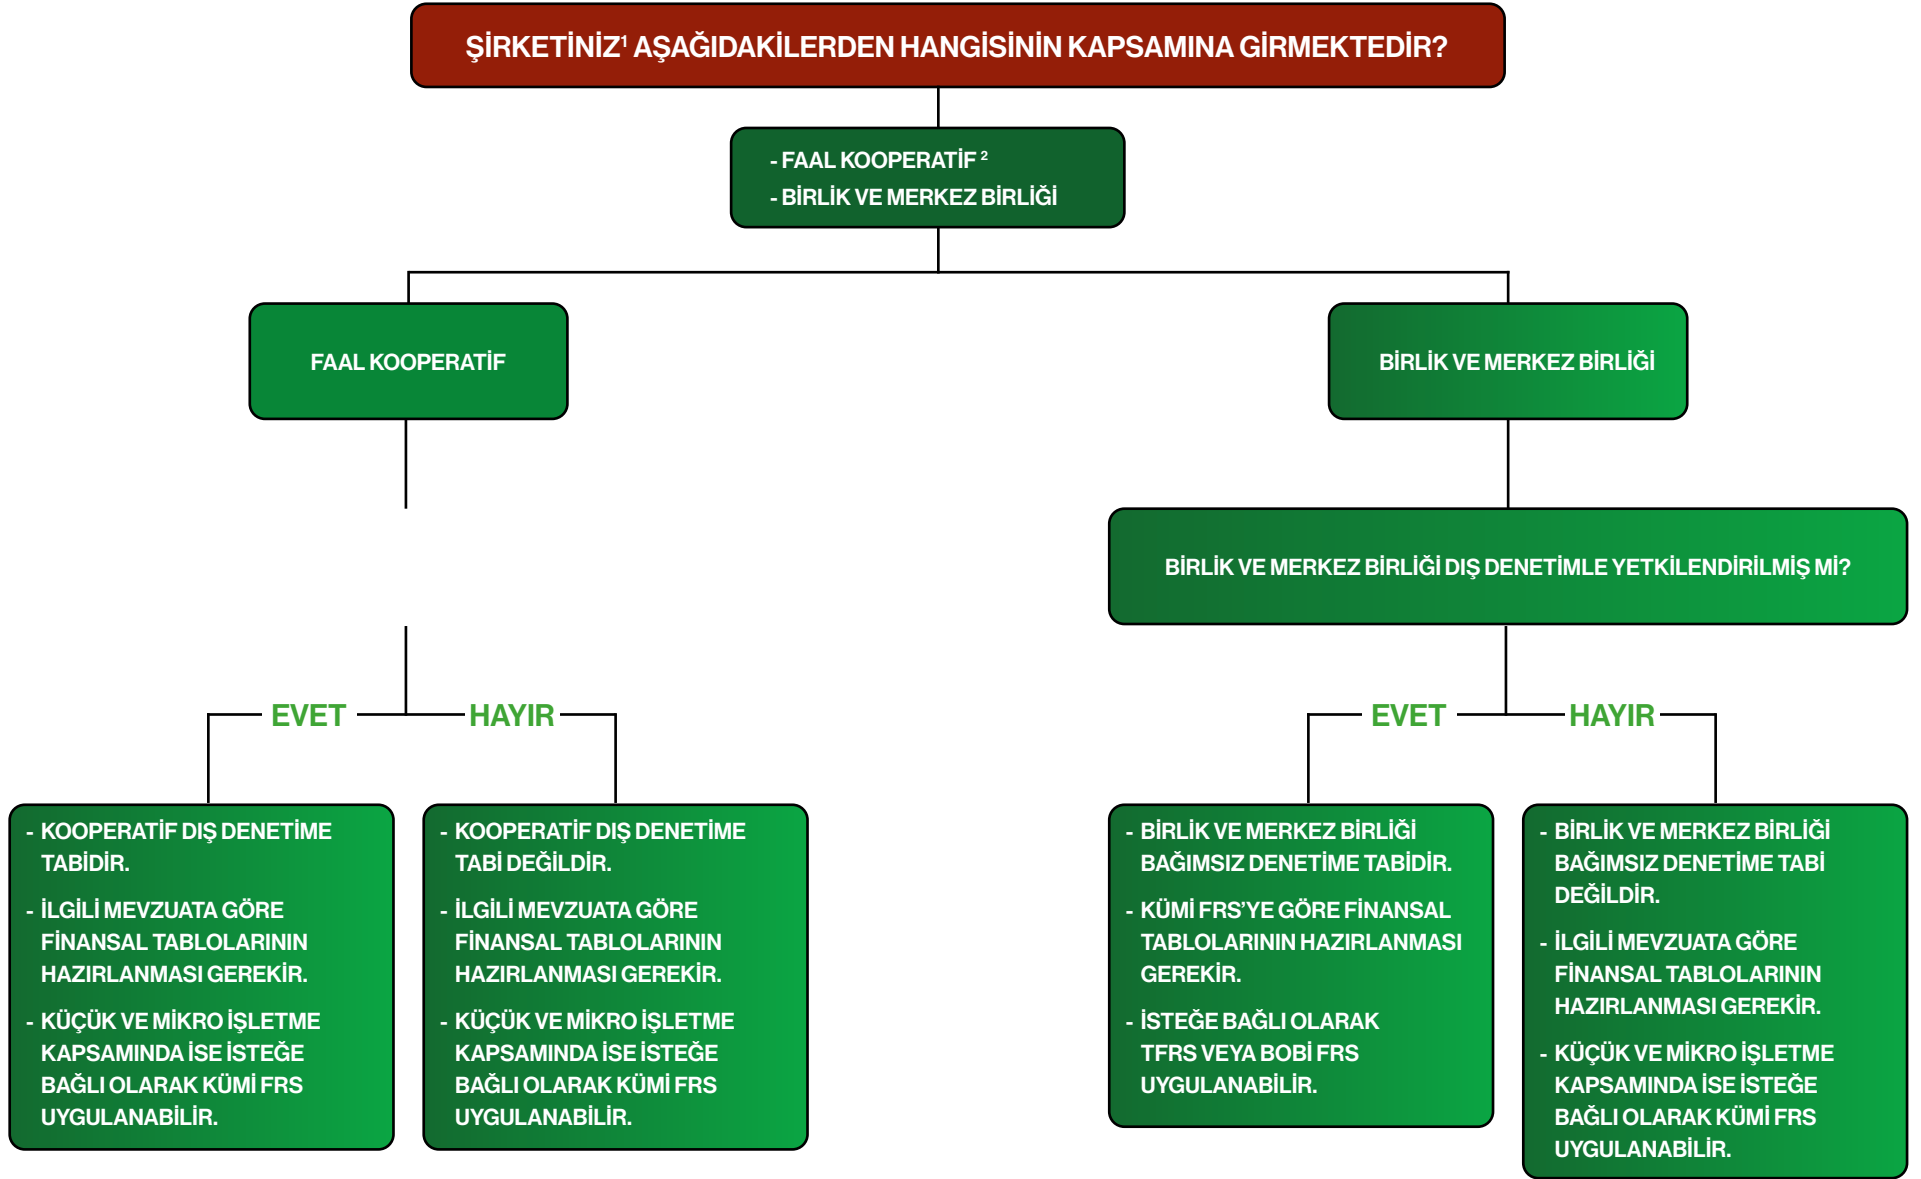 ŞİRKETİNİZ¹ AŞAĞIDAKİLERDEN HANGİSİNİN KAPSAMINA GİRMEKTEDİR?
- FAAL KOOPERATİF ²
- BİRLİK VE MERKEZ BİRLİĞİ
FAAL KOOPERATİF
BİRLİK VE MERKEZ BİRLİĞİ
BİRLİK VE MERKEZ BİRLİĞİ DIŞ DENETİMLE YETKİLENDİRİLMİŞ Mİ?
EVET
HAYIR
EVET
HAYIR
- KOOPERATİF DIŞ DENETİME
TABİDİR.
- İLGİLİ MEVZUATA GÖRE
FİNANSAL TABLOLARININ
HAZIRLANMASI GEREKİR.
- KÜÇÜK VE MİKRO İŞLETME
KAPSAMINDA İSE İSTEĞE
BAĞLI OLARAK KÜMİ FRS
UYGULANABİLİR.
- KOOPERATİF DIŞ DENETİME
TABİ DEĞİLDİR.
- İLGİLİ MEVZUATA GÖRE
FİNANSAL TABLOLARININ
HAZIRLANMASI GEREKİR.
- KÜÇÜK VE MİKRO İŞLETME
KAPSAMINDA İSE İSTEĞE
BAĞLI OLARAK KÜMİ FRS
UYGULANABİLİR.
- BİRLİK VE MERKEZ BİRLİĞİ
BAĞIMSIZ DENETİME TABİDİR.
- KÜMİ FRS'YE GÖRE FİNANSAL
TABLOLARININ HAZIRLANMASI
GEREKİR.
- İSTEĞE BAĞLI OLARAK
TFRS VEYA BOBİ FRS
UYGULANABİLİR.
- BİRLİK VE MERKEZ BİRLİĞİ
BAĞIMSIZ DENETİME TABİ
DEĞİLDİR.
- İLGİLİ MEVZUATA GÖRE
FİNANSAL TABLOLARININ
HAZIRLANMASI GEREKİR.
- KÜÇÜK VE MİKRO İŞLETME
KAPSAMINDA İSE İSTEĞE
BAĞLI OLARAK KÜMİ FRS
UYGULANABİLİR.